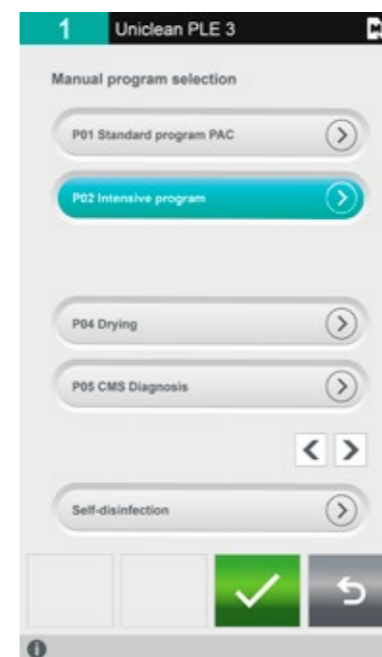 1 Uniclean PLE 3
Manual program selection
P01 Standard program PAC
P02 Intensive program
P04 Drying
P05 CMS Diagnosis
Self-disinfection